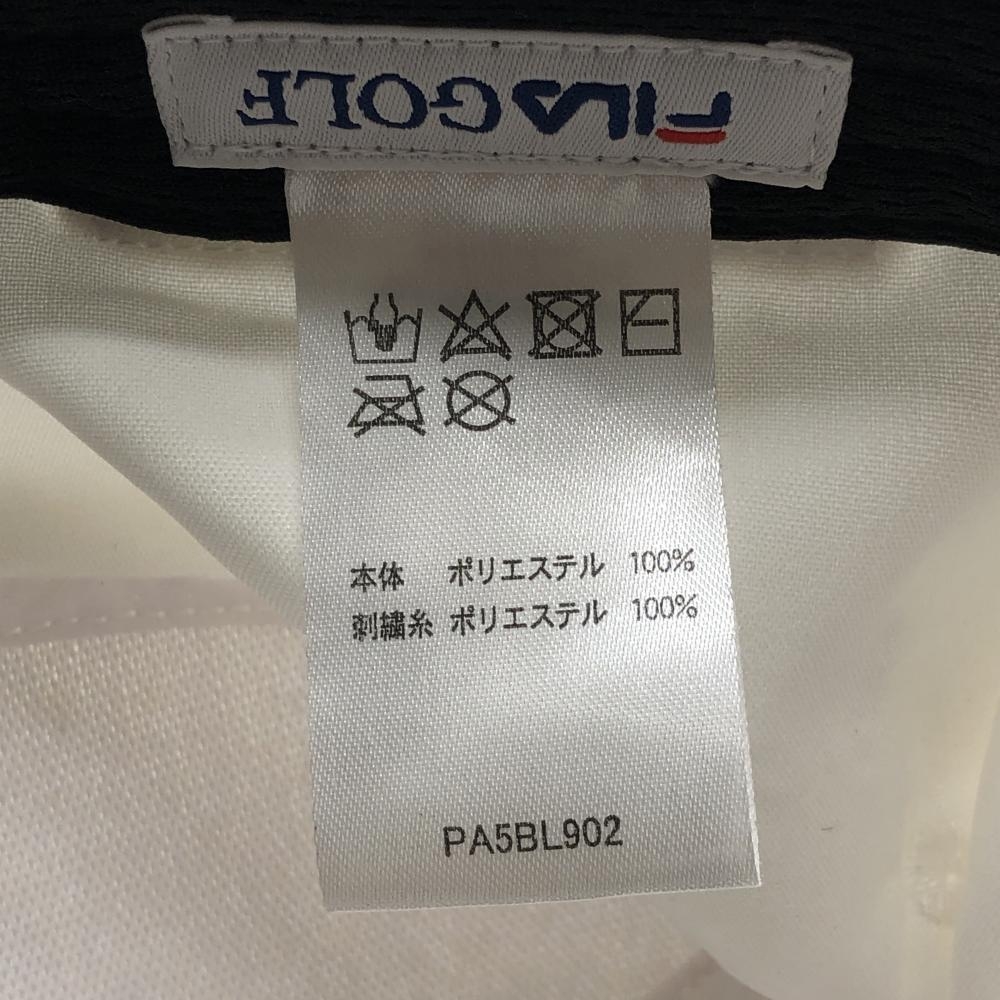 FILA GOLF
本体 ポリエステル 100%
刺繍糸 ポリエステル 100%
PA5BL902